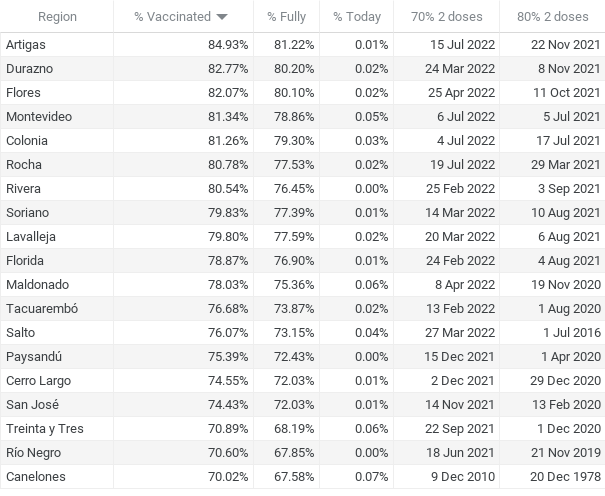 Region % Vaccinated % Fully % Today 70% 2 doses 80% 2 doses
Artigas 84.93% 81.22% 0.01% 15 Jul 2022 22 Nov 2021
Durazno 82.77% 80.20% 0.02% 24 Mar 2022 8 Nov 2021
Flores 82.07% 80.10% 0.02% 25 Apr 2022 11 Oct 2021
Montevideo 81.34% 78.86% 0.05% 6 Jul 2022 5 Jul 2021
Colonia 81.26% 79.30% 0.03% 4 Jul 2022 17 Jul 2021
Rocha 80.78% 77.53% 0.02% 19 Jul 2022 29 Mar 2021
Rivera 80.54% 76.45% 0.00% 25 Feb 2022 3 Sep 2021
Soriano 79.83% 77.39% 0.01% 14 Mar 2022 10 Aug 2021
Lavalleja 79.80% 77.59% 0.02% 20 Mar 2022 6 Aug 2021
Florida 78.87% 76.90% 0.01% 24 Feb 2022 4 Aug 2021
Maldonado 78.03% 75.36% 0.06% 8 Apr 2022 19 Nov 2020
Tacuarembó 76.68% 73.87% 0.02% 13 Feb 2022 1 Aug 2020
Salto 76.07% 73.15% 0.04% 27 Mar 2022 1 Jul 2016
Paysandú 75.39% 72.43% 0.00% 15 Dec 2021 1 Apr 2020
Cerro Largo 74.55% 72.03% 0.01% 2 Dec 2021 29 Dec 2020
San José 74.43% 72.03% 0.01% 14 Nov 2021 13 Feb 2020
Treinta y Tres 70.89% 68.19% 0.06% 22 Sep 2021 1 Dec 2020
Río Negro 70.60% 67.85% 0.00% 18 Jun 2021 21 Nov 2019
Canelones 70.02% 67.58% 0.07% 9 Dec 2010 20 Dec 1978